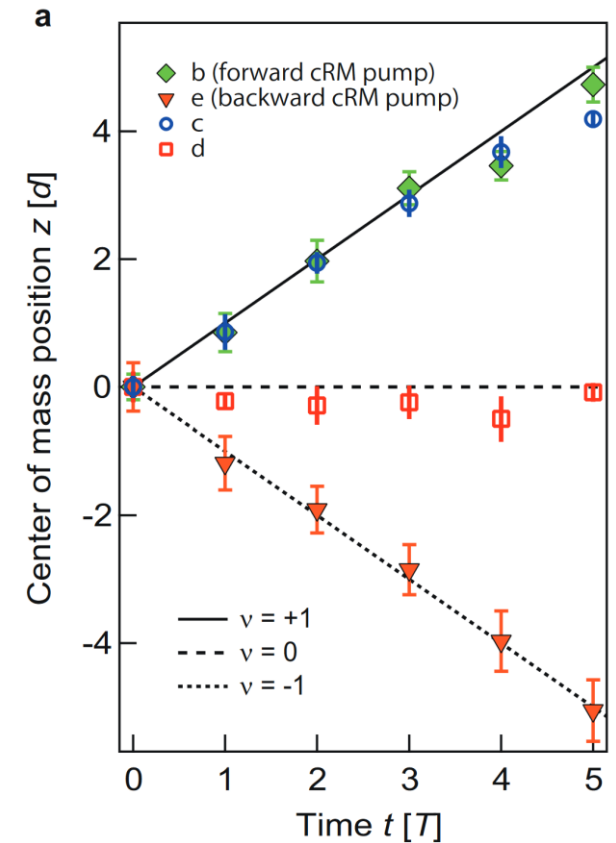 a
b (forward cRM pump)
e (backward cRM pump)
c
d
4
2
0
-2
-4
Center of mass position z [d]
ν = +1
ν = 0
ν = -1
0 1 2 3 4 5
Time t [T]